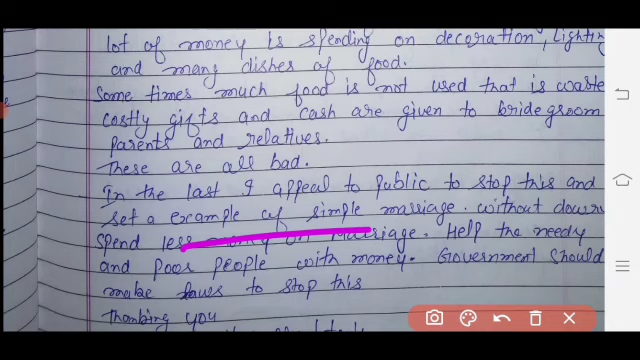 lot of money is spending on decoration, lighting
and many dishes of food.
Some times much food is not used that is waste
costly gifts and cash are given to bridegroom
parents and relatives.
These are all bad.
In the last I appeal to public to stop this and
set a example of simple marriage. without dowry
spend less money on marriage. Help the needy
and poor people with money. Government should
make laws to stop this
thanking you